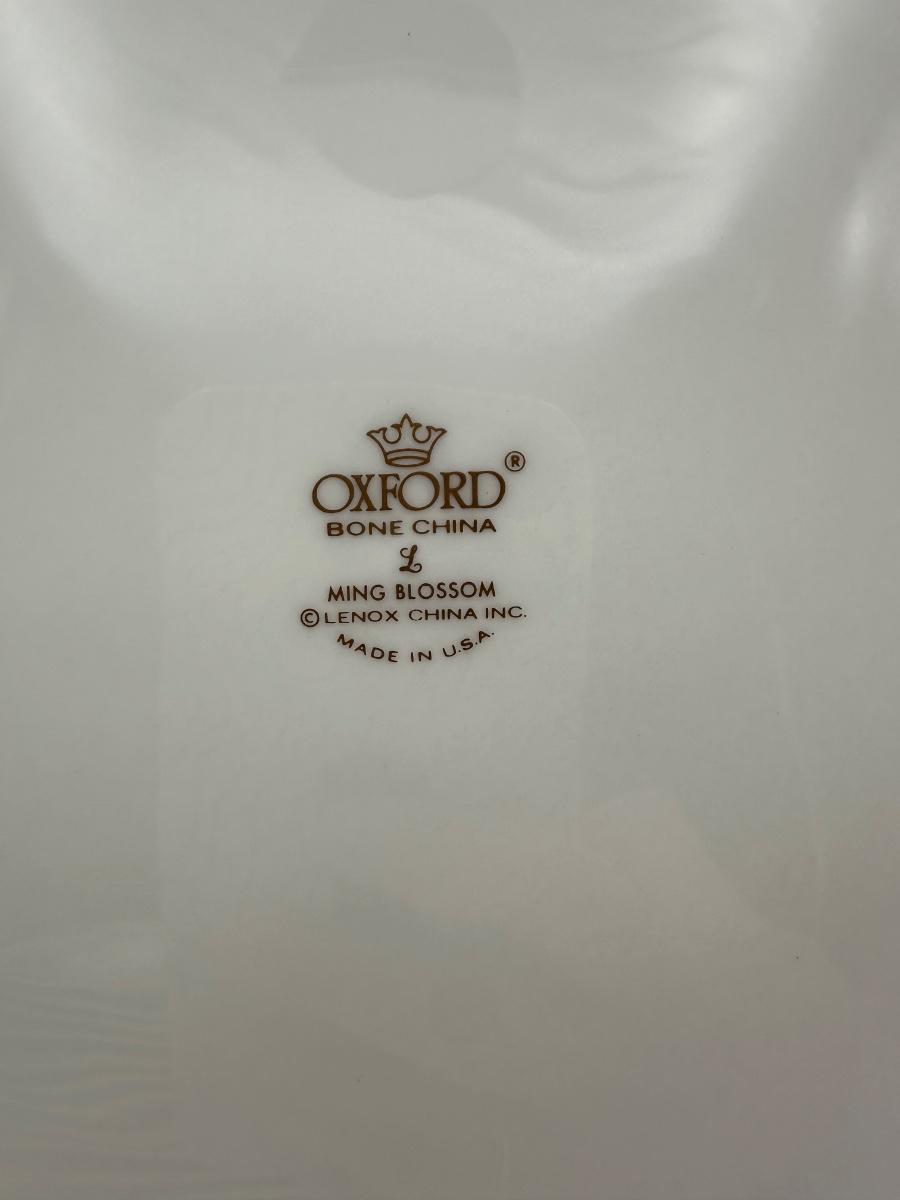 OXFORD®
BONE CHINA
L
MING BLOSSOM
© LENOX CHINA INC.
MADE IN U.S.A.